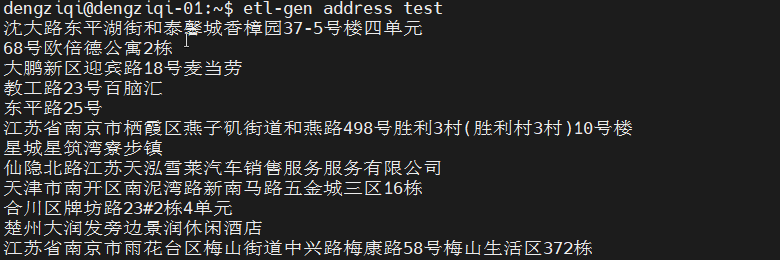 dengziqi@dengziqi-01:~$ etl-gen address test
沈大路东平湖街和泰馨城香樟园37-5号楼四单元
68号欧倍德公寓2栋
大鹏新区迎宾路18号麦当劳
教工路23号百脑汇
东平路25号
江苏省南京市栖霞区燕子矶街道和燕路498号胜利3村(胜利村3村)10号楼
星城星筑湾寮步镇
仙隐北路江苏天泓雪莱汽车销售服务服务有限公司
天津市南开区南泥湾路新南马路五金城三区16栋
合川区牌坊路23#2栋4单元
楚州大润发旁边景润休闲酒店
江苏省南京市雨花台区梅山街道中兴路梅康路58号梅山生活区372栋